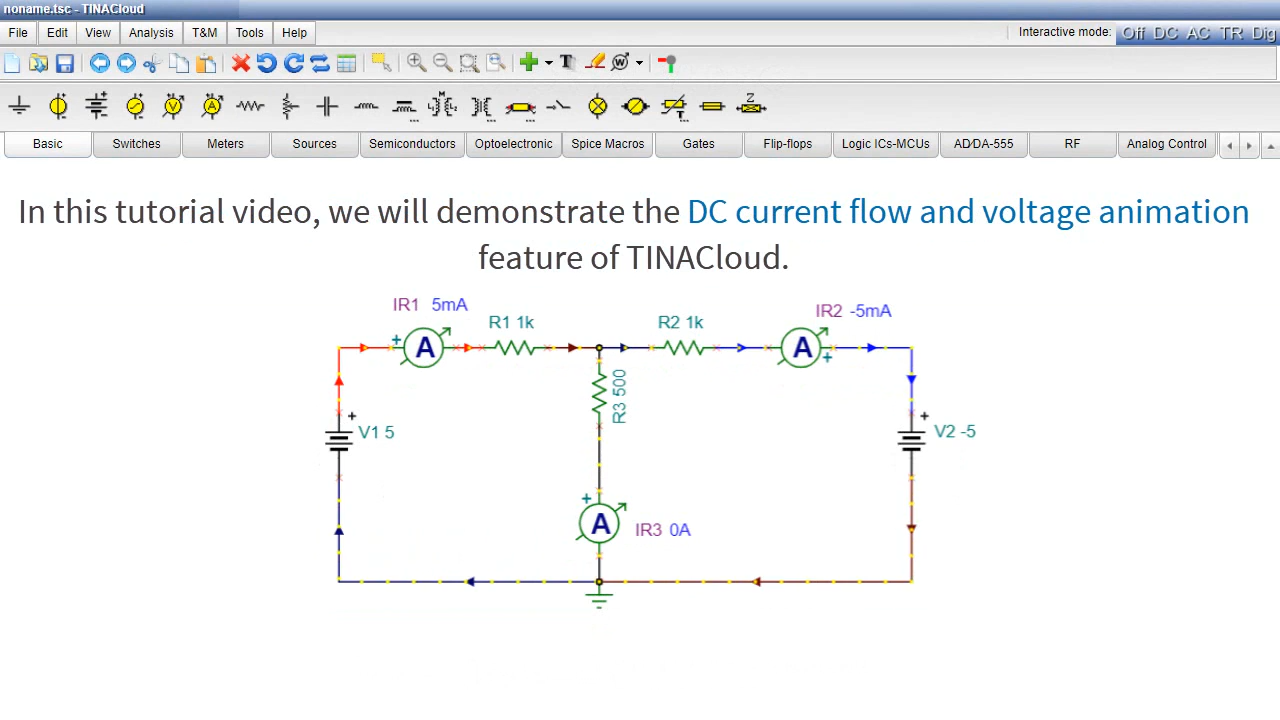 noname.tsc - TINACloud
File Edit View Analysis T&M Tools Help Interactive mode: Off DC AC TR Dig
Basic Switches Meters Sources Semiconductors Optoelectronic Spice Macros Gates Flip-flops Logic ICs-MCUs AD/DA-555 RF Analog Control
In this tutorial video, we will demonstrate the DC current flow and voltage animation
feature of TINACloud.
IR1 5mA
IR2 -5mA
R1 1k
R2 1k
A
A
R3 500
V1 5
V2 -5
A
IR3 0A